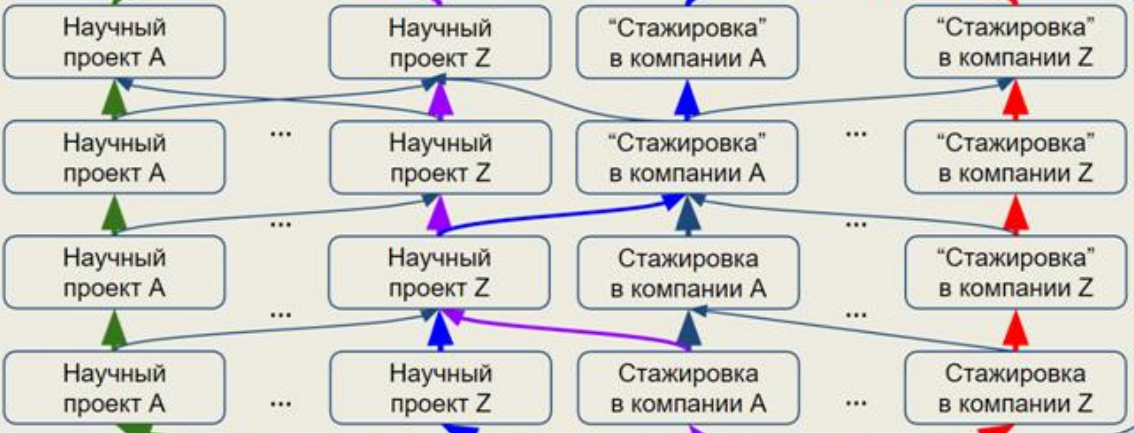 Научный
проект A
Научный
проект Z
“Стажировка”
в компании A
“Стажировка”
в компании Z
Научный
проект A
...
Научный
проект Z
“Стажировка”
в компании A
...
“Стажировка”
в компании Z
Научный
проект A
...
Научный
проект Z
Стажировка
в компании A
...
“Стажировка”
в компании Z
...
...
Научный
проект A
...
Научный
проект Z
Стажировка
в компании A
...
Стажировка
в компании Z